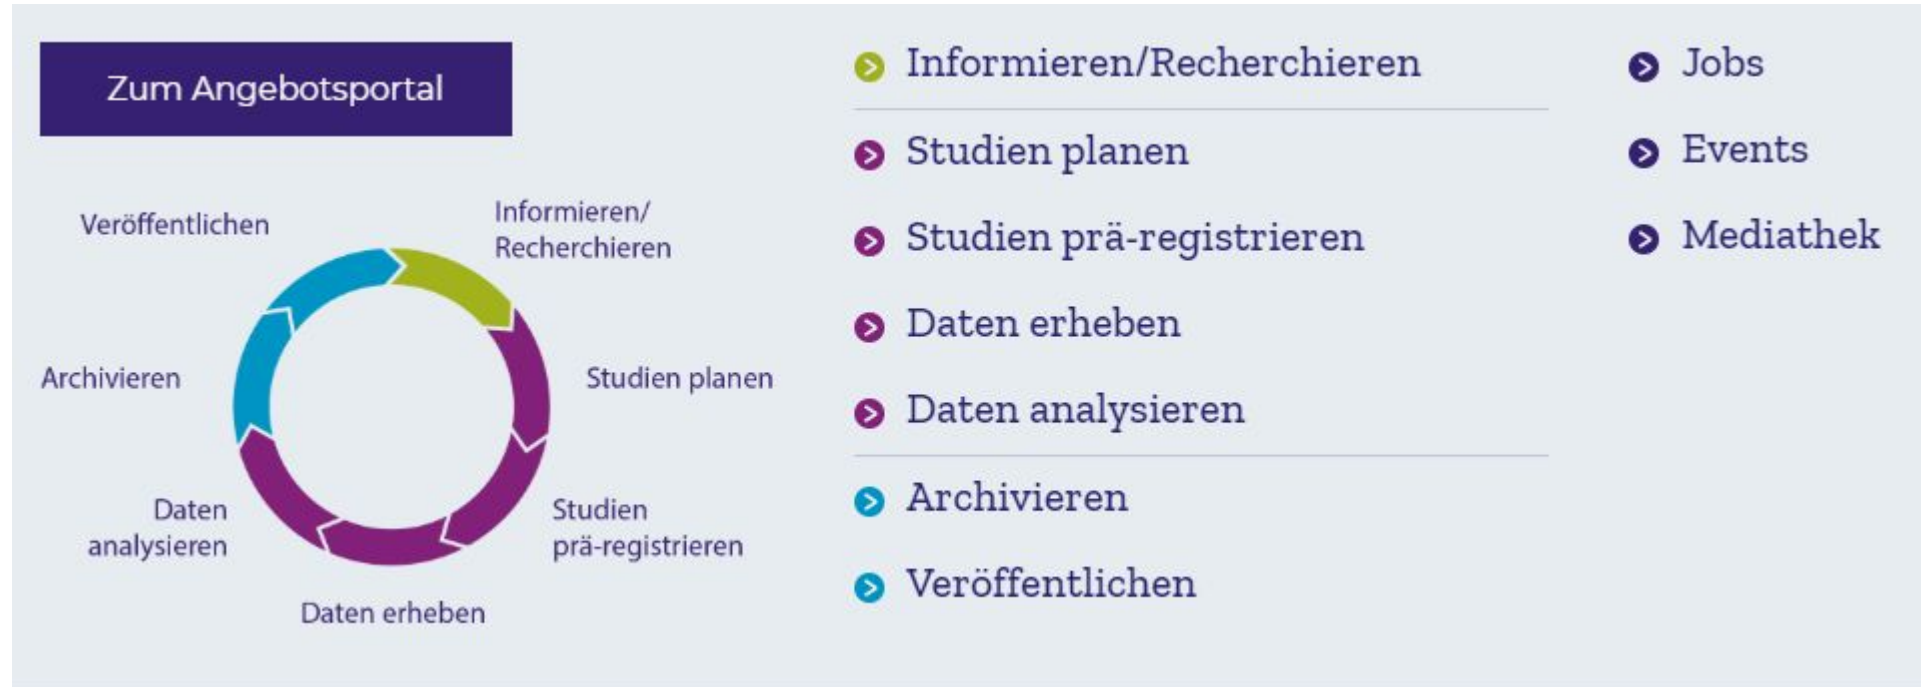 Zum Angebotsportal
Veröffentlichen
Informieren/
Recherchieren
Archivieren
Studien planen
Daten
analysieren
Studien
prä-registrieren
Daten erheben
Informieren/Recherchieren
Studien planen
Studien prä-registrieren
Daten erheben
Daten analysieren
Archivieren
Veröffentlichen
Jobs
Events
Mediathek